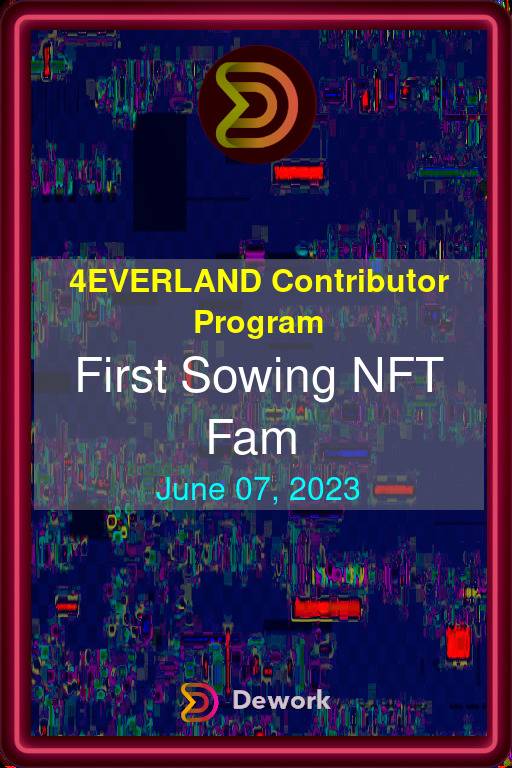 4EVERLAND Contributor
Program
First Sowing NFT
Fam
June 07, 2023
Dework